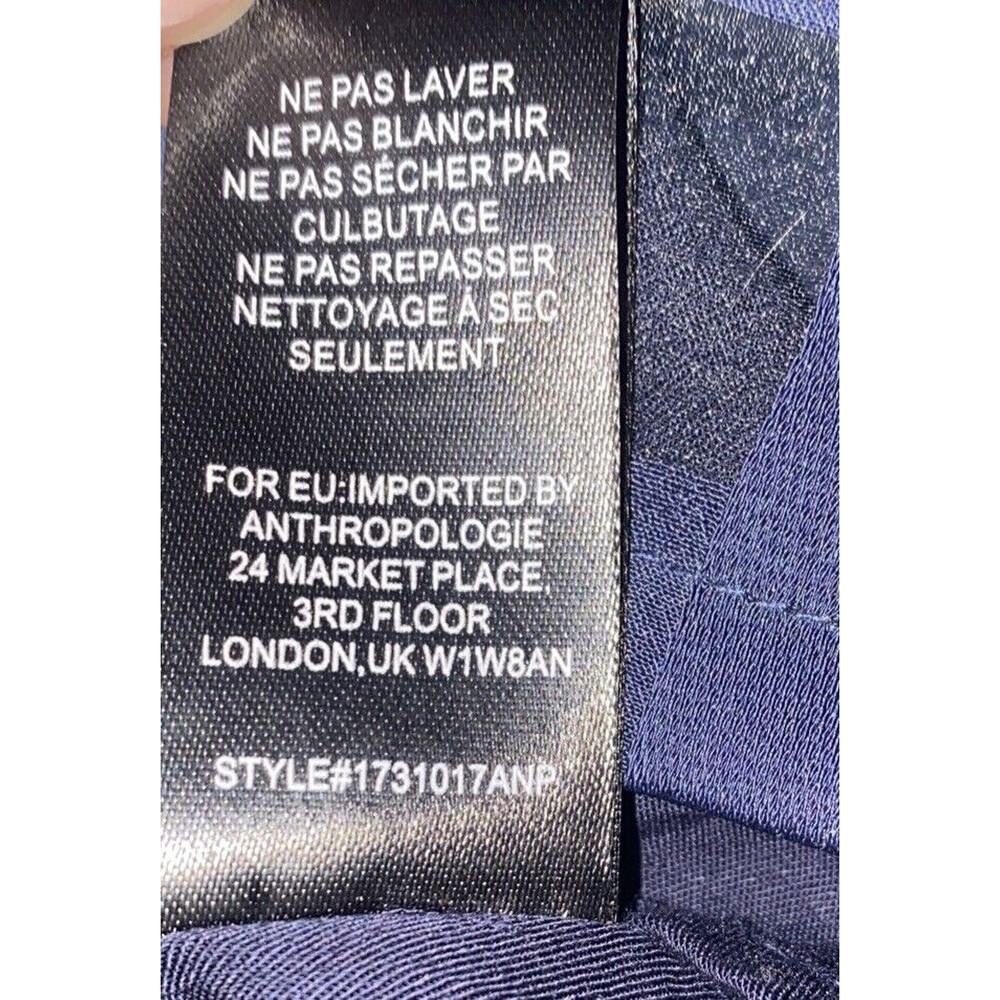 NE PAS LAVER
NE PAS BLANCHIR
NE PAS SÉCHER PAR
CULBUTAGE
NE PAS REPASSER
NETTOYAGE À SEC
SEULEMENT
FOR EU:IMPORTED BY
ANTHROPOLOGIE
24 MARKET PLACE,
3RD FLOOR
LONDON,UK W1W8AN
STYLE#1731017ANP